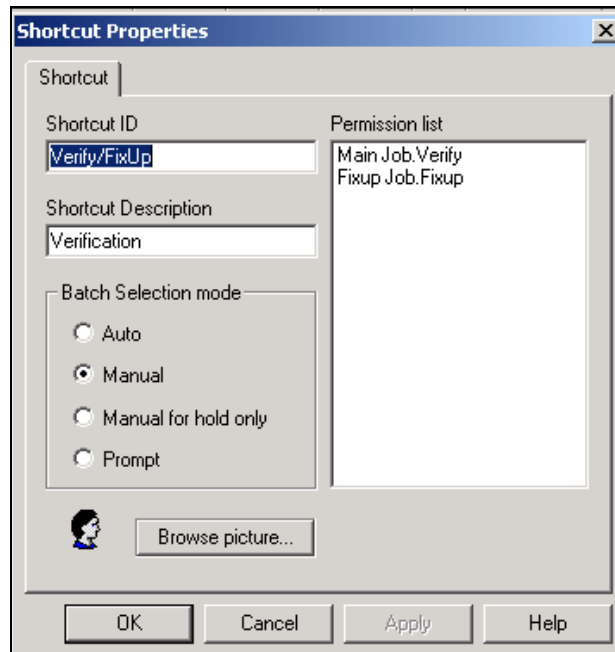 Shortcut Properties
Shortcut
Shortcut ID
Verify/FixUp
Shortcut Description
Verification
Batch Selection mode
Auto
Manual
Manual for hold only
Prompt
Browse picture...
Permission list
Main Job.Verify
Fixup Job.Fixup
OK
Cancel
Apply
Help